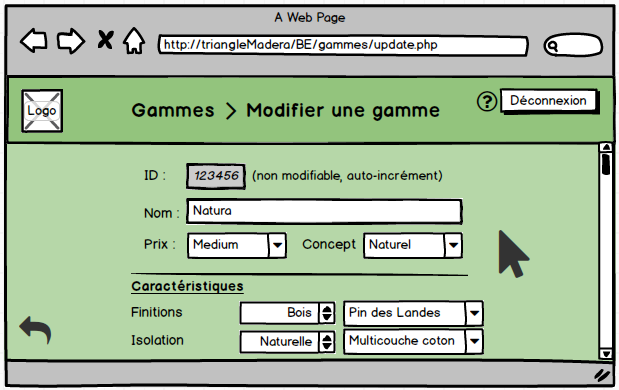 A Web Page
http://triangleMadera/BE/gammes/update.php
Logo
Gammes > Modifier une gamme
? Déconnexion
ID : 123456 (non modifiable, auto-incrément)
Nom : Natura
Prix : Medium Concept Naturel
Caractéristiques
Finitions Bois Pin des Landes
Isolation Naturelle Multicouche coton